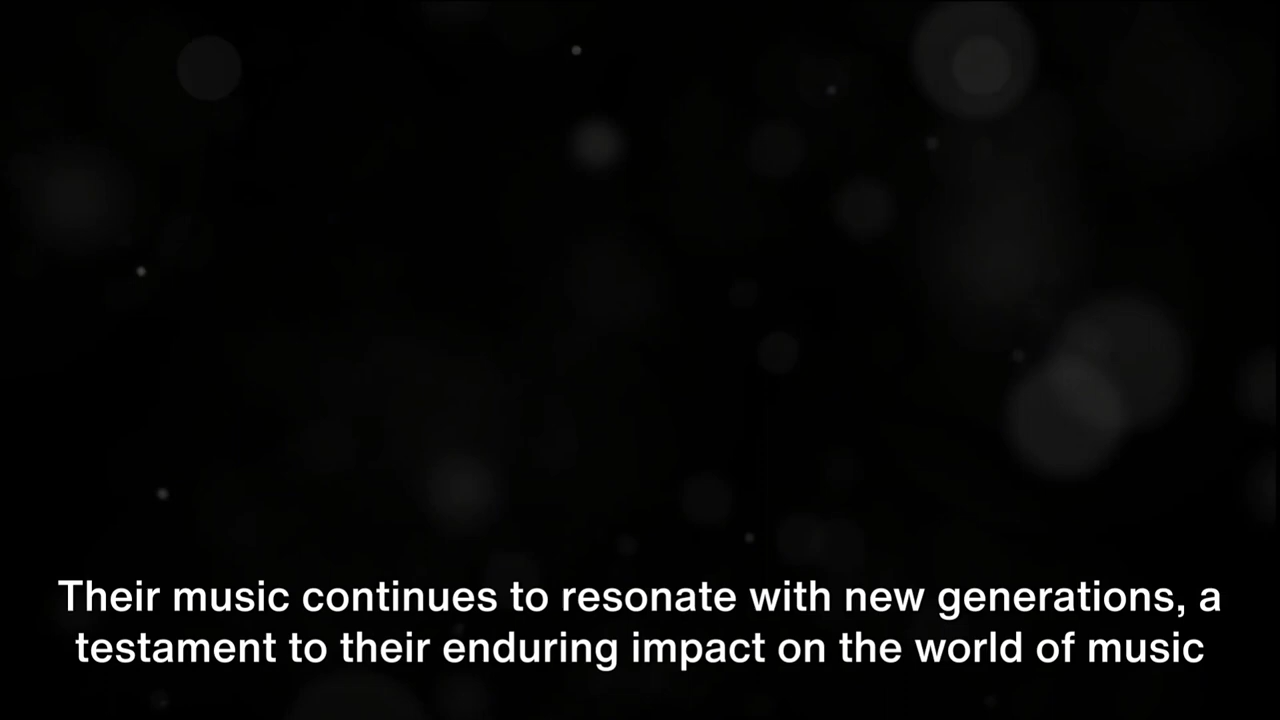 Their music continues to resonate with new generations, a
testament to their enduring impact on the world of music